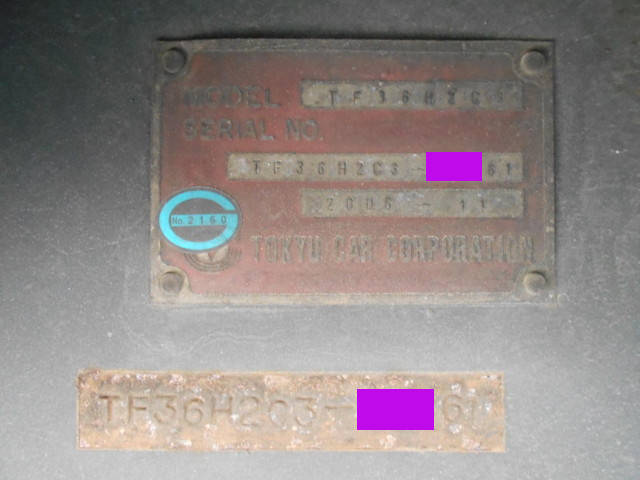 MODEL TF36H2C3
SERIAL NO.
TF36H2C3- 61
2006-11
No.2160
TOKYU CAR CORPORATION
TF36H2C3- 61